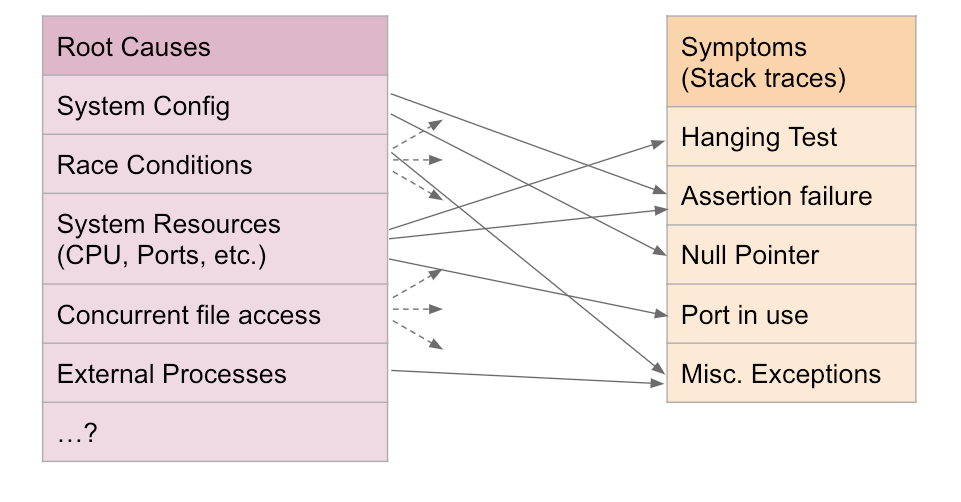 Root Causes
System Config
Race Conditions
System Resources
(CPU, Ports, etc.)
Concurrent file access
External Processes
…?
Symptoms
(Stack traces)
Hanging Test
Assertion failure
Null Pointer
Port in use
Misc. Exceptions